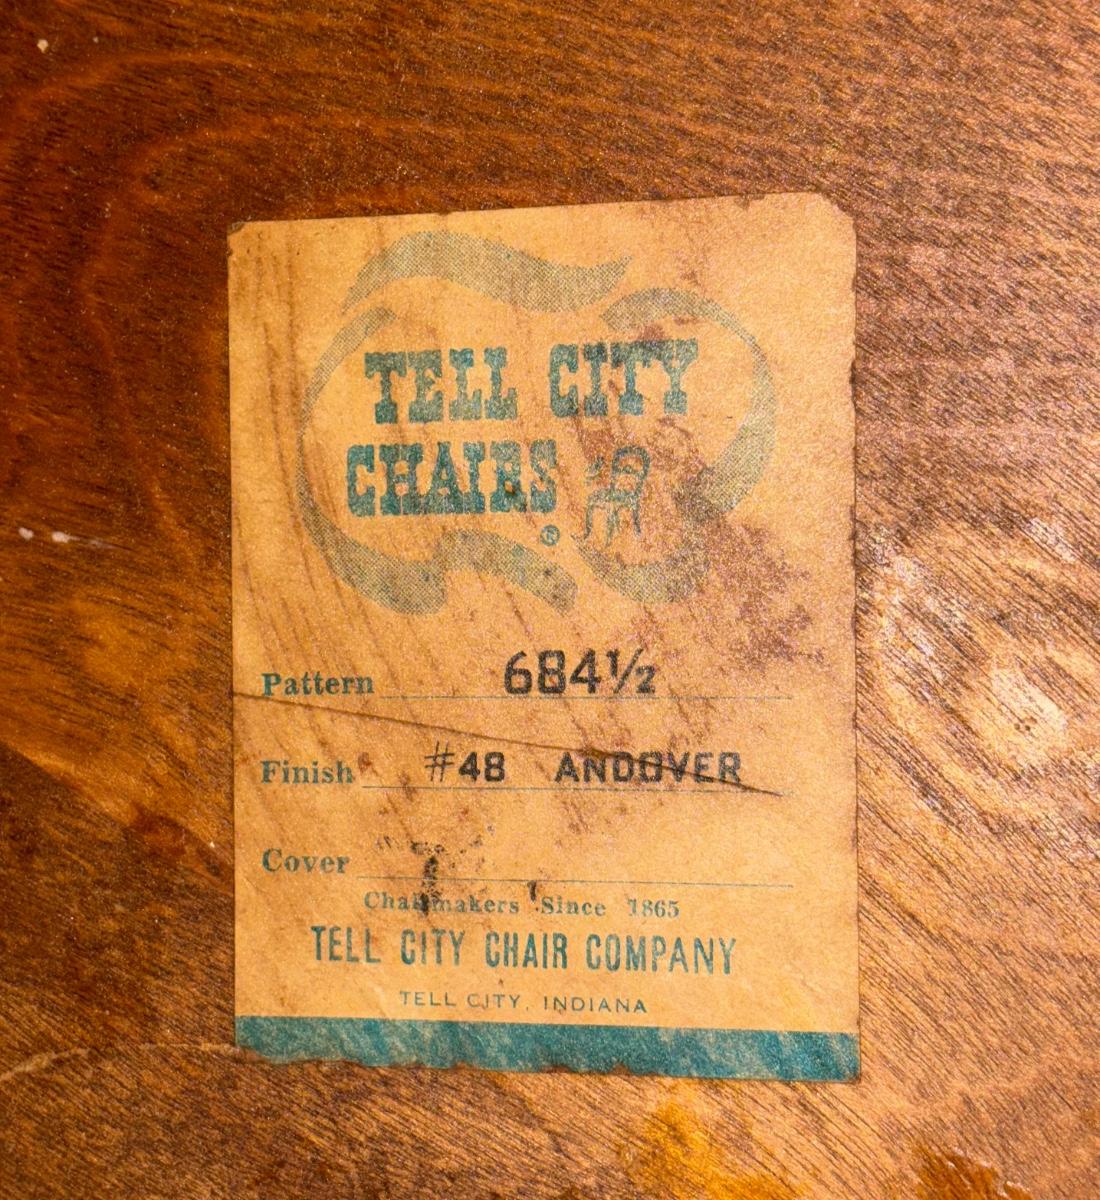 TELL CITY
CHAIRS
®
Pattern 684½
Finish #48 ANDOVER
Cover
Chairmakers Since 1865
TELL CITY CHAIR COMPANY
TELL CITY, INDIANA